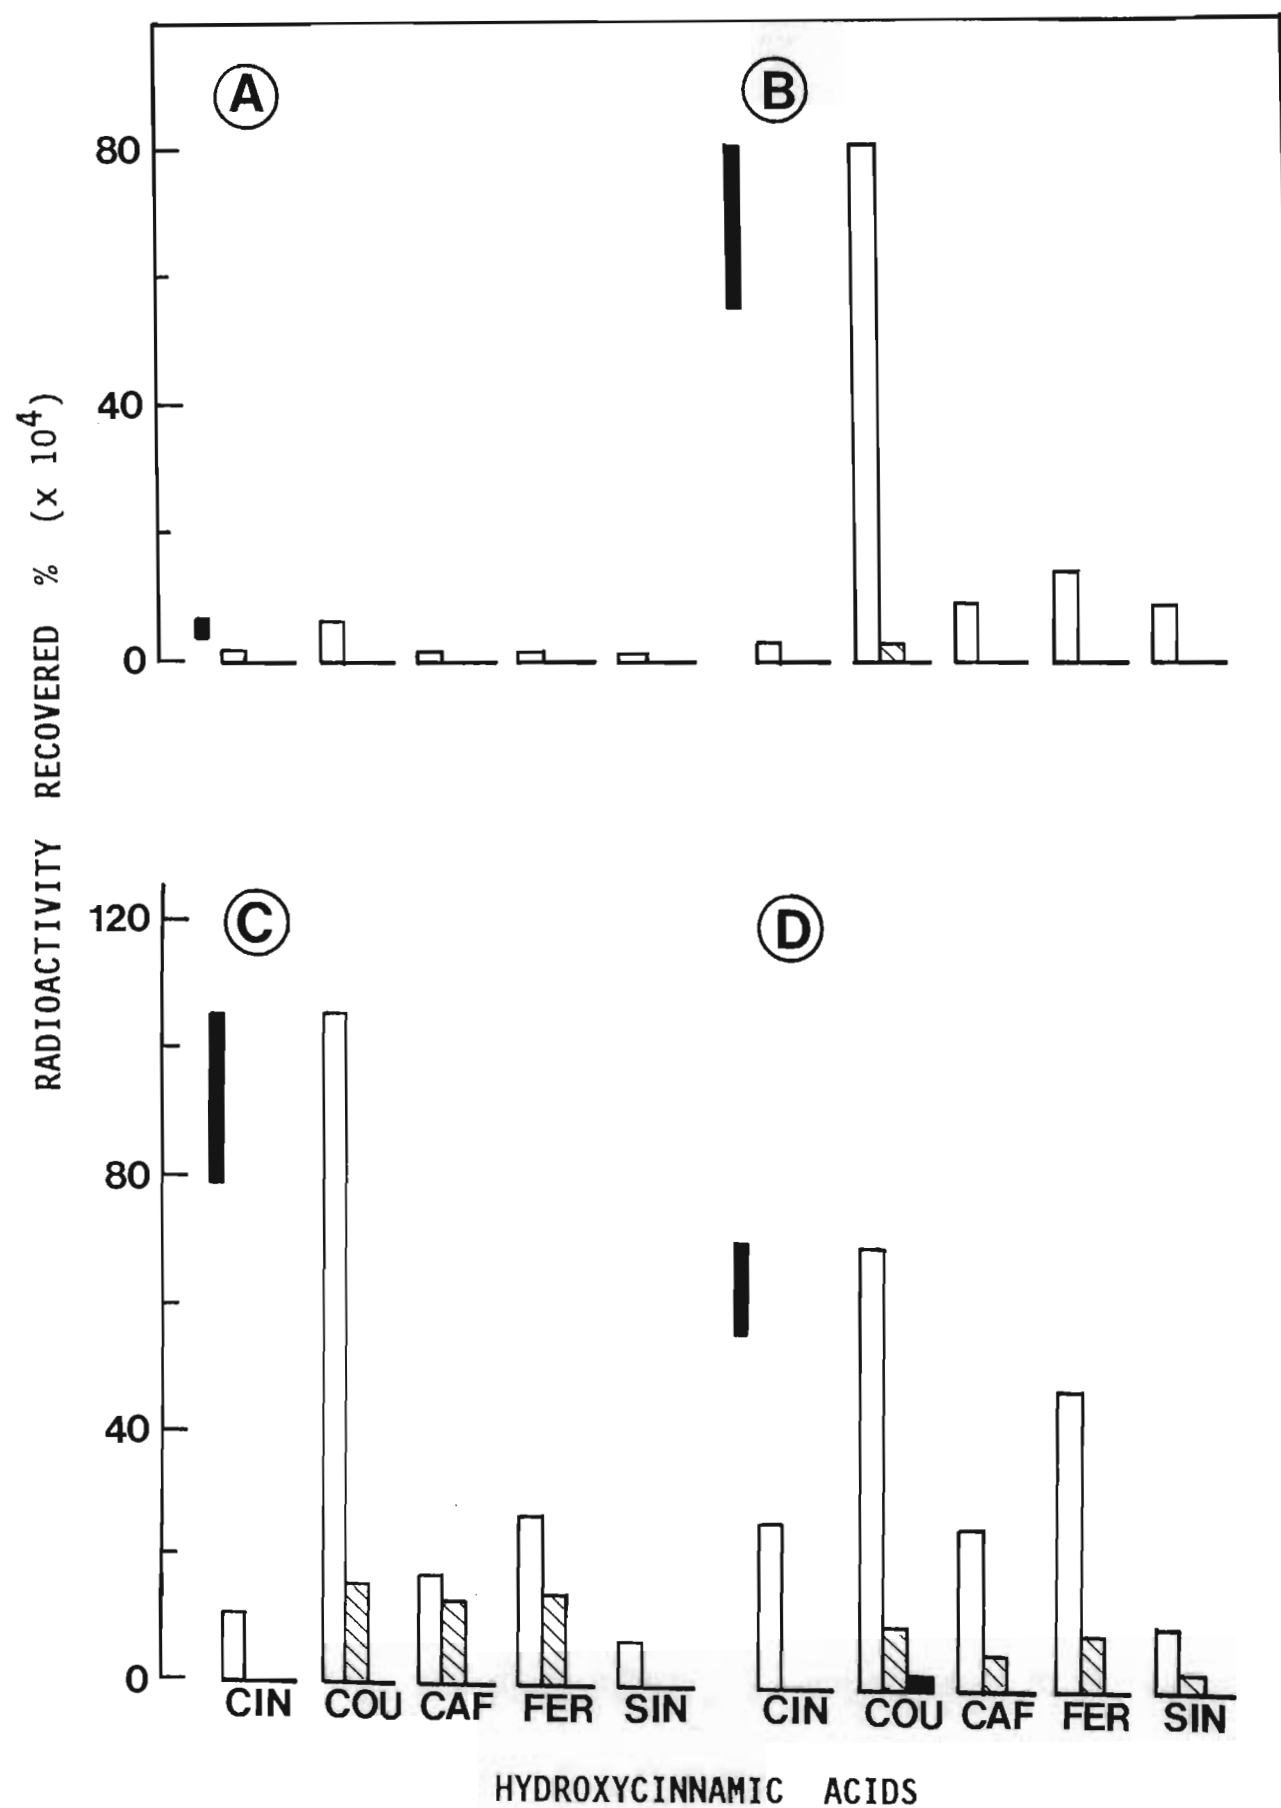 A
B
80
40
0
RADIOACTIVITY RECOVERED % (x 10⁴)
C
D
120
80
40
0
CIN COU CAF FER SIN
CIN COU CAF FER SIN
HYDROXYCINNAMIC ACIDS